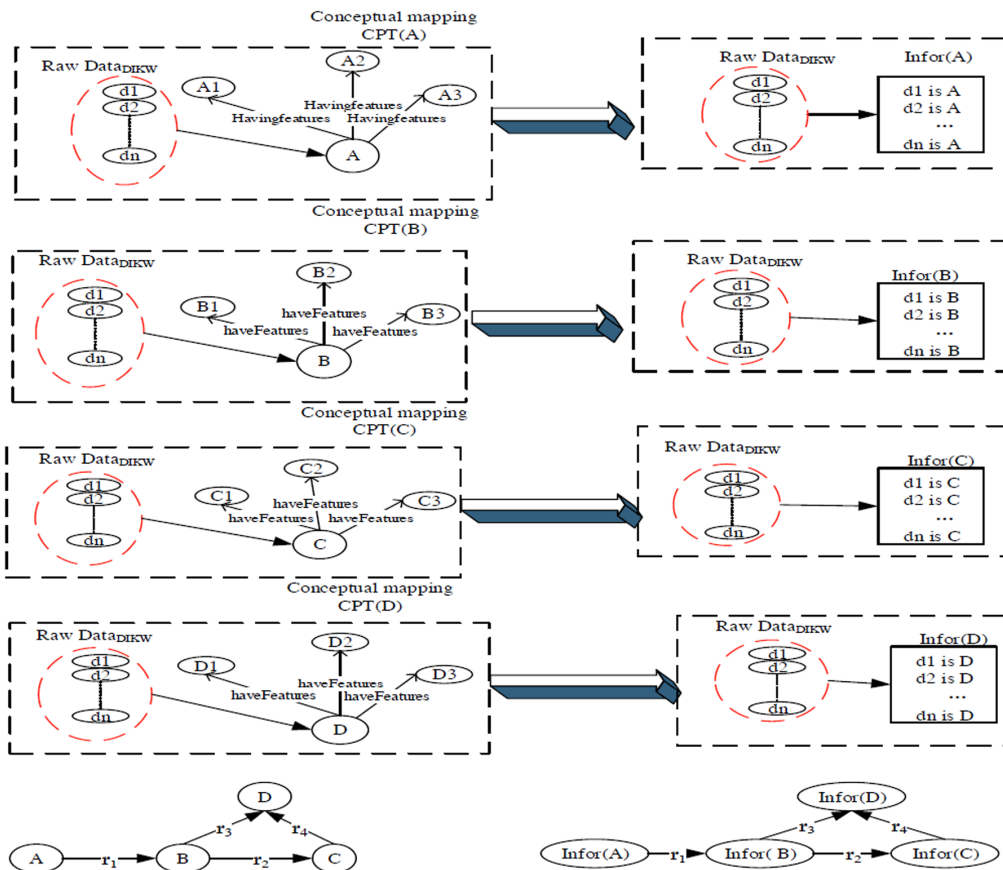 Conceptual mapping
CPT(A)
Raw DataDIKW
d1
d2
dn
A1
A2
A3
Havingfeatures
Havingfeatures
Havingfeatures
A
Raw DataDIKW
d1
d2
dn
Infor(A)
d1 is A
d2 is A
...
dn is A
Conceptual mapping
CPT(B)
Raw DataDIKW
d1
d2
dn
B1
B2
B3
haveFeatures
haveFeatures
haveFeatures
B
Raw DataDIKW
d1
d2
dn
Infor(B)
d1 is B
d2 is B
...
dn is B
Conceptual mapping
CPT(C)
Raw DataDIKW
d1
d2
dn
C1
C2
C3
haveFeatures
haveFeatures
haveFeatures
C
Raw DataDIKW
d1
d2
dn
Infor(C)
d1 is C
d2 is C
...
dn is C
Conceptual mapping
CPT(D)
Raw DataDIKW
d1
d2
dn
D1
D2
D3
haveFeatures
haveFeatures
haveFeatures
D
Raw DataDIKW
d1
d2
dn
Infor(D)
d1 is D
d2 is D
...
dn is D
D
r3
r4
A
r1
B
r2
C
Infor(D)
r3
r4
Infor(A)
r1
Infor( B)
r2
Infor(C)